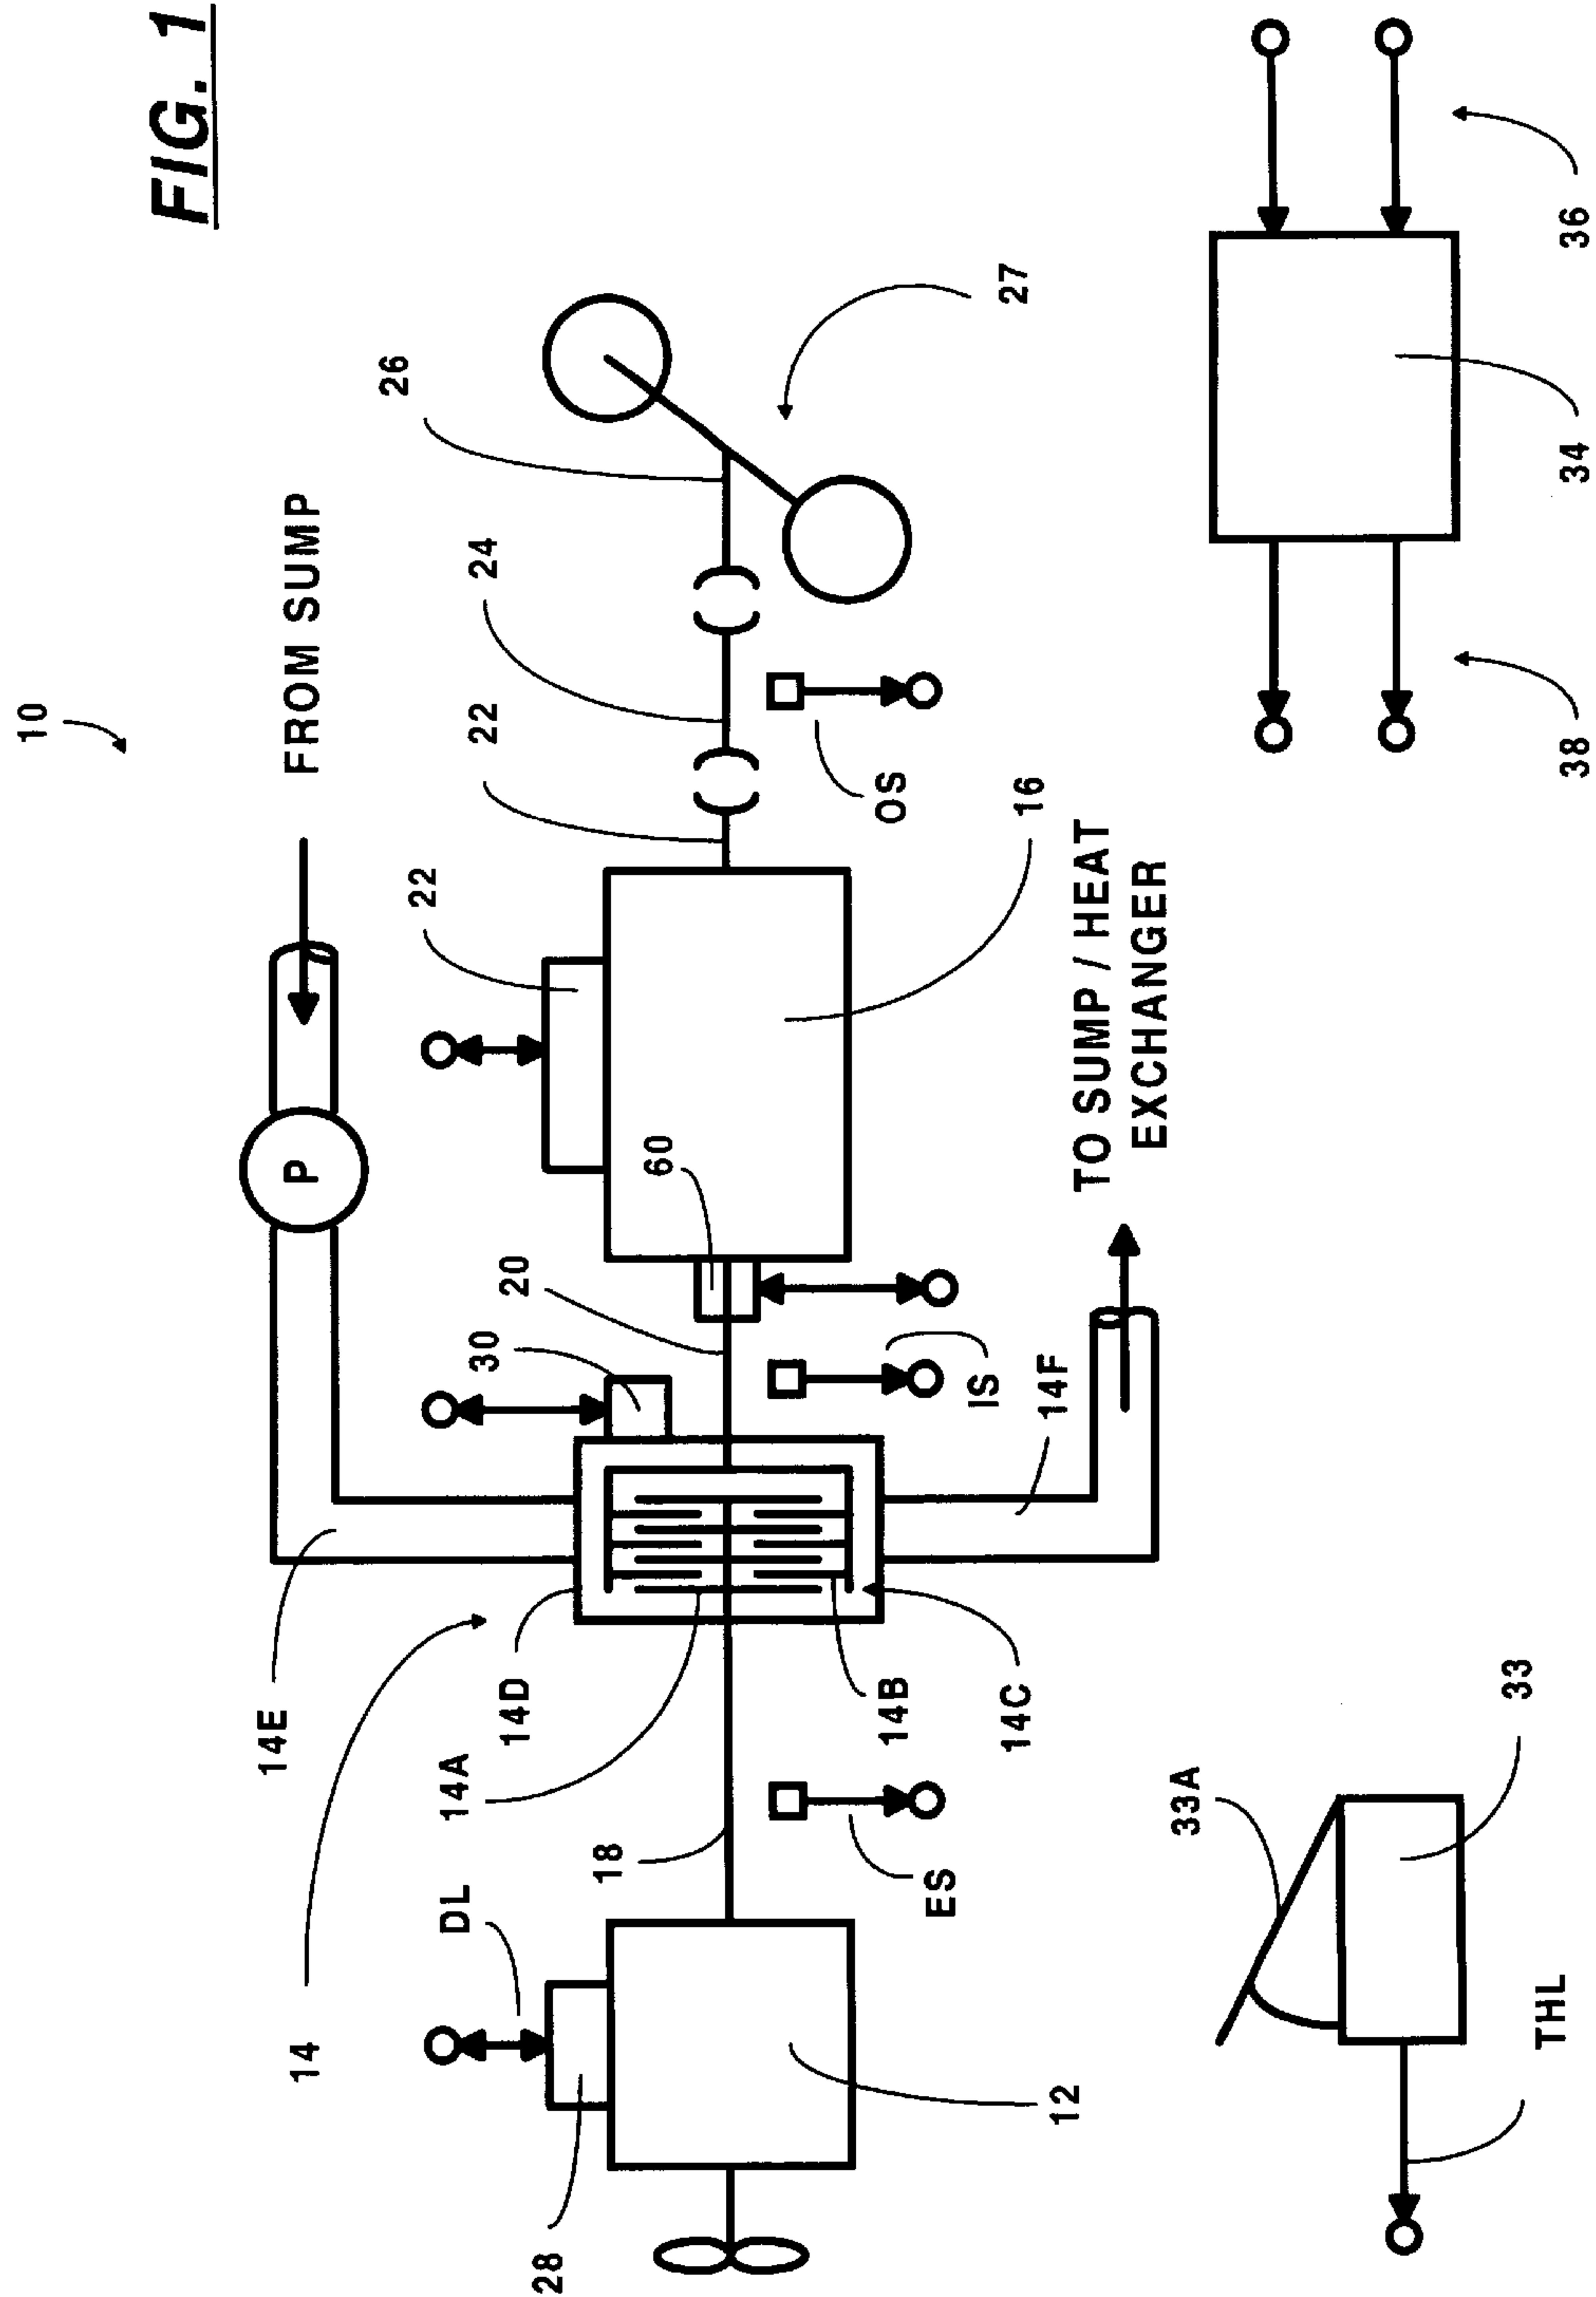 FIG. 1
10
FROM SUMP
P
14E
14
14D
14A
14B
14C
14F
30
20
60
22
22
24
26
27
OS
16
IS
TO SUMP / HEAT
EXCHANGER
DL
18
ES
28
12
33A
33
THL
38
34
36